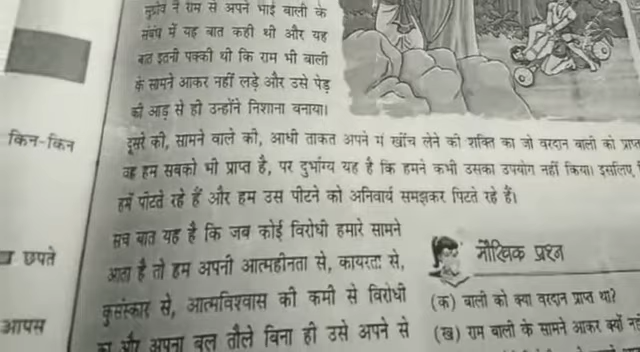 सुग्रीव ने राम से अपने भाई बाली के
संबंध में यह बात कही थी और यह
बात इतनी पक्की थी कि राम भी बाली
के सामने आकर नहीं लड़े और उसे पेड़
की आड़ से ही उन्होंने निशाना बनाया।
दूसरे की, सामने वाले की, आधी ताकत अपने में खींच लेने की शक्ति का जो वरदान बाली को प्राप्त
वह हम सबको भी प्राप्त है, पर दुर्भाग्य यह है कि हमने कभी उसका उपयोग नहीं किया। इसलिए,
हमें पीटते रहे हैं और हम उस पीटने को अनिवार्य समझकर पिटते रहे हैं।
सच बात यह है कि जब कोई विरोधी हमारे सामने
आता है तो हम अपनी आत्महीनता से, कायरता से,
कुसंस्कार से, आत्मविश्वास की कमी से विरोधी
का और अपना बल तौले बिना ही उसे अपने से
मौखिक प्रश्न
(क) बाली को क्या वरदान प्राप्त था?
(ख) राम बाली के सामने आकर क्यों नहीं
किन-किन
छपते
आपस